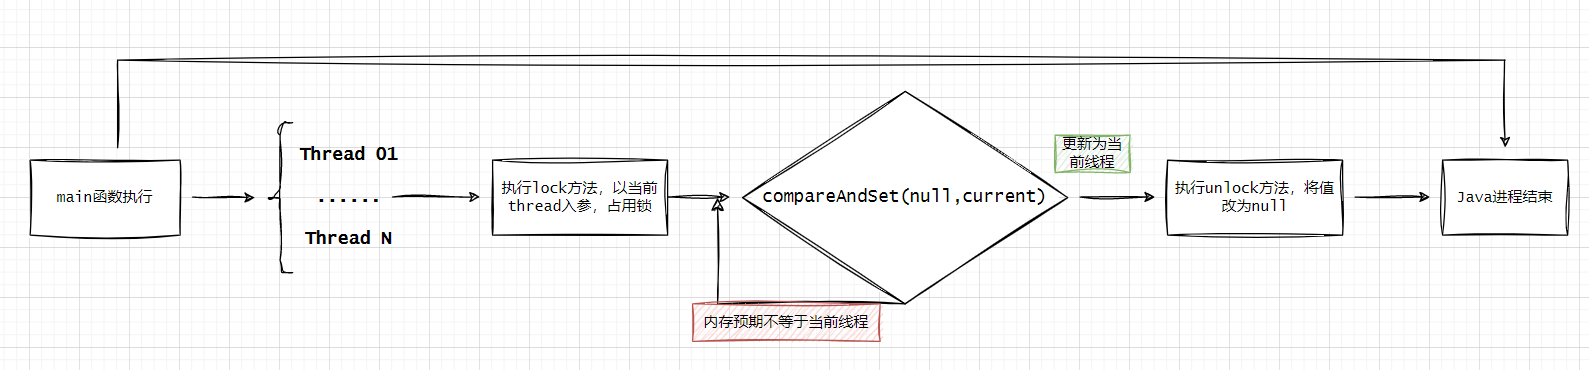 main函数执行
Thread 01
......
Thread N
执行lock方法，以当前
thread入参，占用锁
compareAndSet(null,current)
内存预期不等于当前线程
更新为当
前线程
执行unlock方法，将值
改为null
Java进程结束